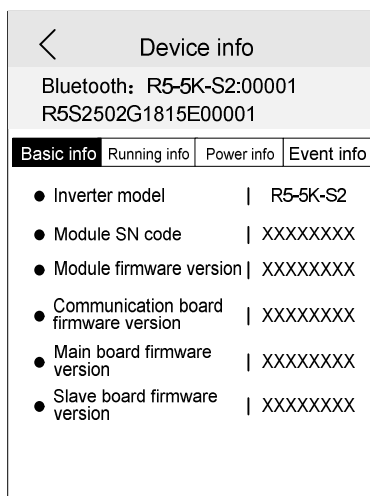 Device info
Bluetooth: R5-5K-S2:00001
R5S2502G1815E00001
Basic info Running info Power info Event info
● Inverter model | R5-5K-S2
● Module SN code | XXXXXXXX
● Module firmware version | XXXXXXXX
● Communication board
firmware version | XXXXXXXX
● Main board firmware
version | XXXXXXXX
● Slave board firmware
version | XXXXXXXX